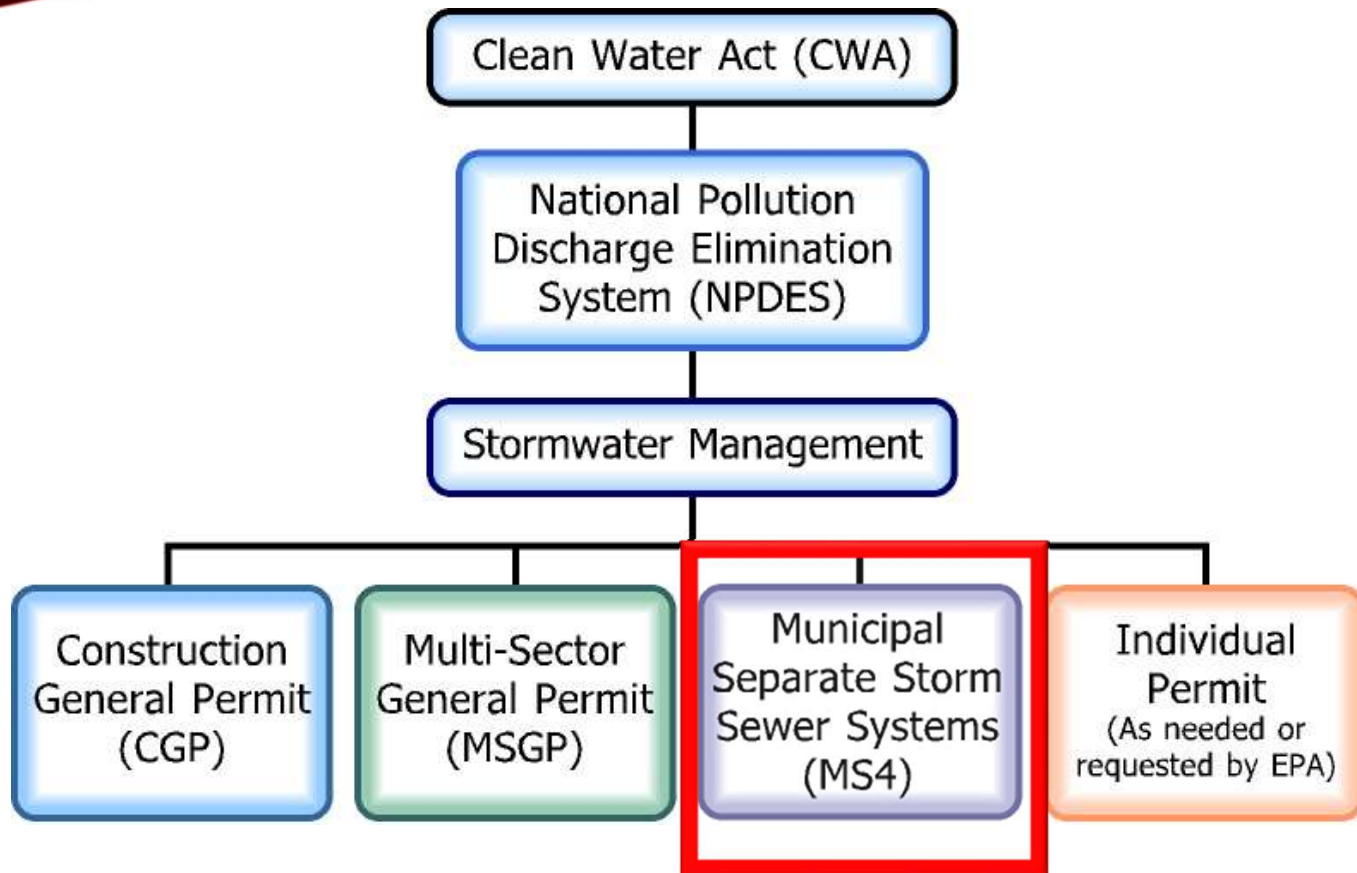 Clean Water Act (CWA)
National Pollution
Discharge Elimination
System (NPDES)
Stormwater Management
Construction
General Permit
(CGP)
Multi-Sector
General Permit
(MSGP)
Municipal
Separate Storm
Sewer Systems
(MS4)
Individual
Permit
(As needed or
requested by EPA)